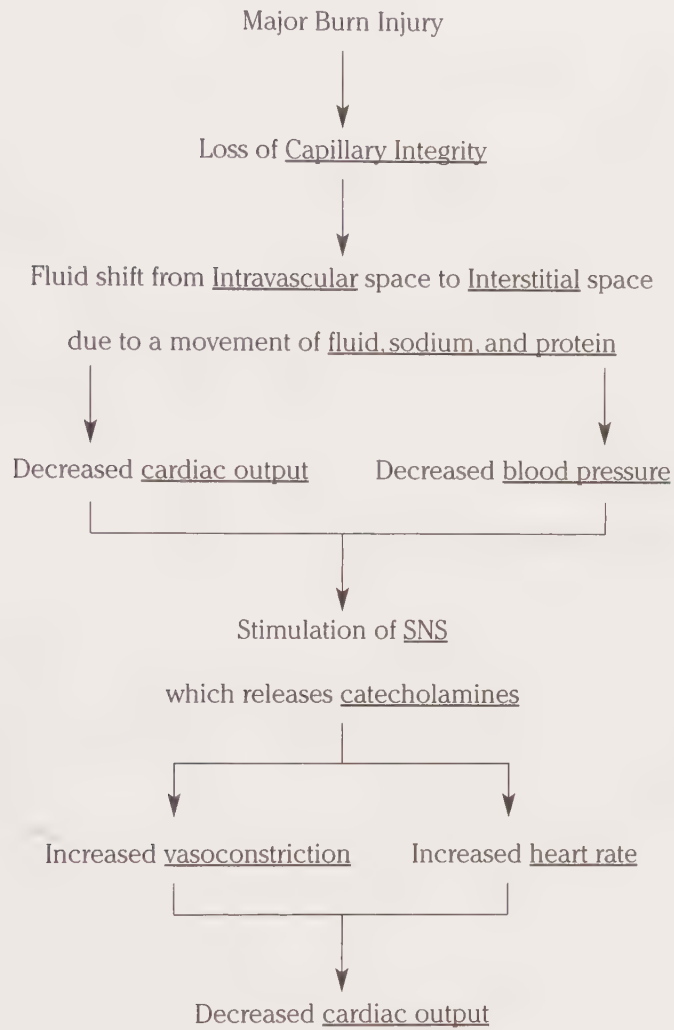 Major Burn Injury
Loss of Capillary Integrity
Fluid shift from Intravascular space to Interstitial space
due to a movement of fluid, sodium, and protein
Decreased cardiac output
Decreased blood pressure
Stimulation of SNS
which releases catecholamines
Increased vasoconstriction
Increased heart rate
Decreased cardiac output